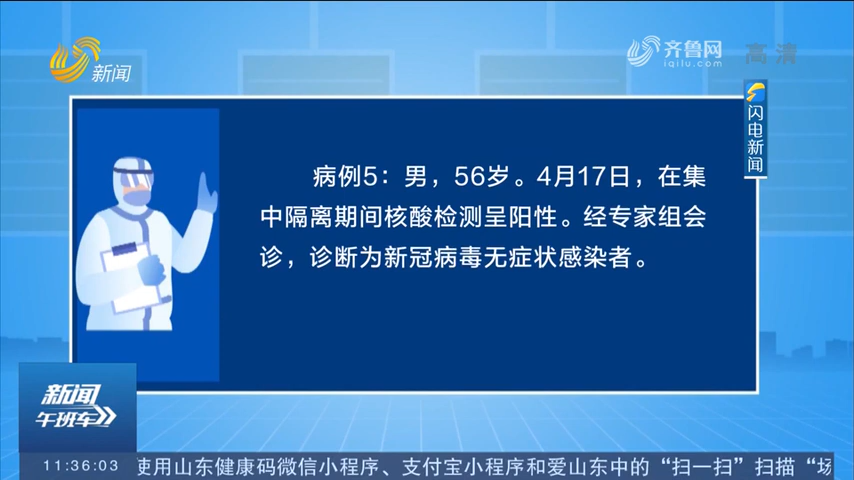 新闻
齐鲁网
iqilu.com
高清
闪电新闻
病例5：男，56岁。4月17日，在集
中隔离期间核酸检测呈阳性。经专家组会
诊，诊断为新冠病毒无症状感染者。
新闻
午班车
11:36:03
使用山东健康码微信小程序、支付宝小程序和爱山东中的“扫一扫”扫描“场